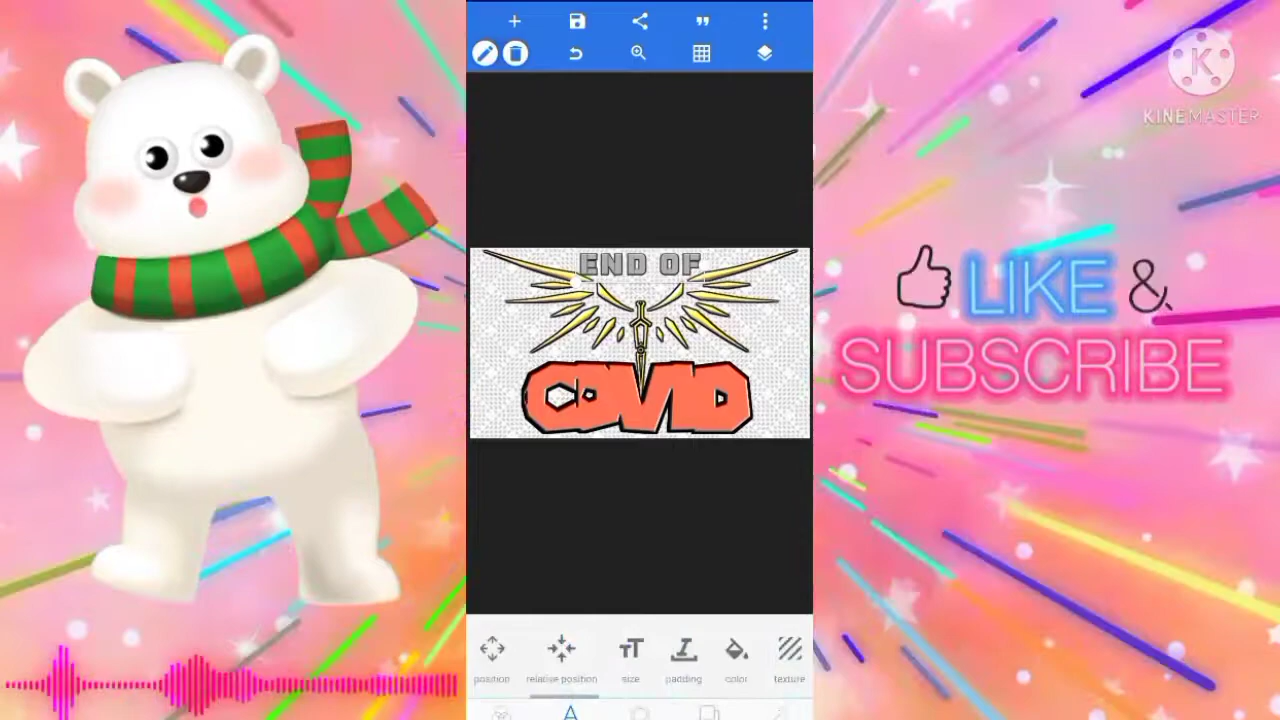 K
KINEMASTER
END OF
COVID
LIKE &
SUBSCRIBE
position relative position size padding color texture